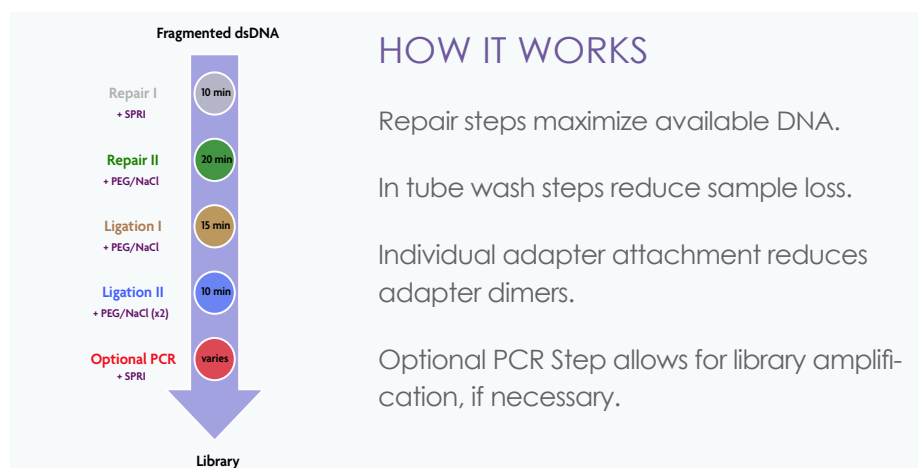 Fragmented dsDNA
Repair I
+ SPRI
10 min
Repair II
+ PEG/NaCl
20 min
Ligation I
+ PEG/NaCl
15 min
Ligation II
+ PEG/NaCl (x2)
10 min
Optional PCR
+ SPRI
varies
Library
HOW IT WORKS
Repair steps maximize available DNA.
In tube wash steps reduce sample loss.
Individual adapter attachment reduces
adapter dimers.
Optional PCR Step allows for library amplifi-
cation, if necessary.